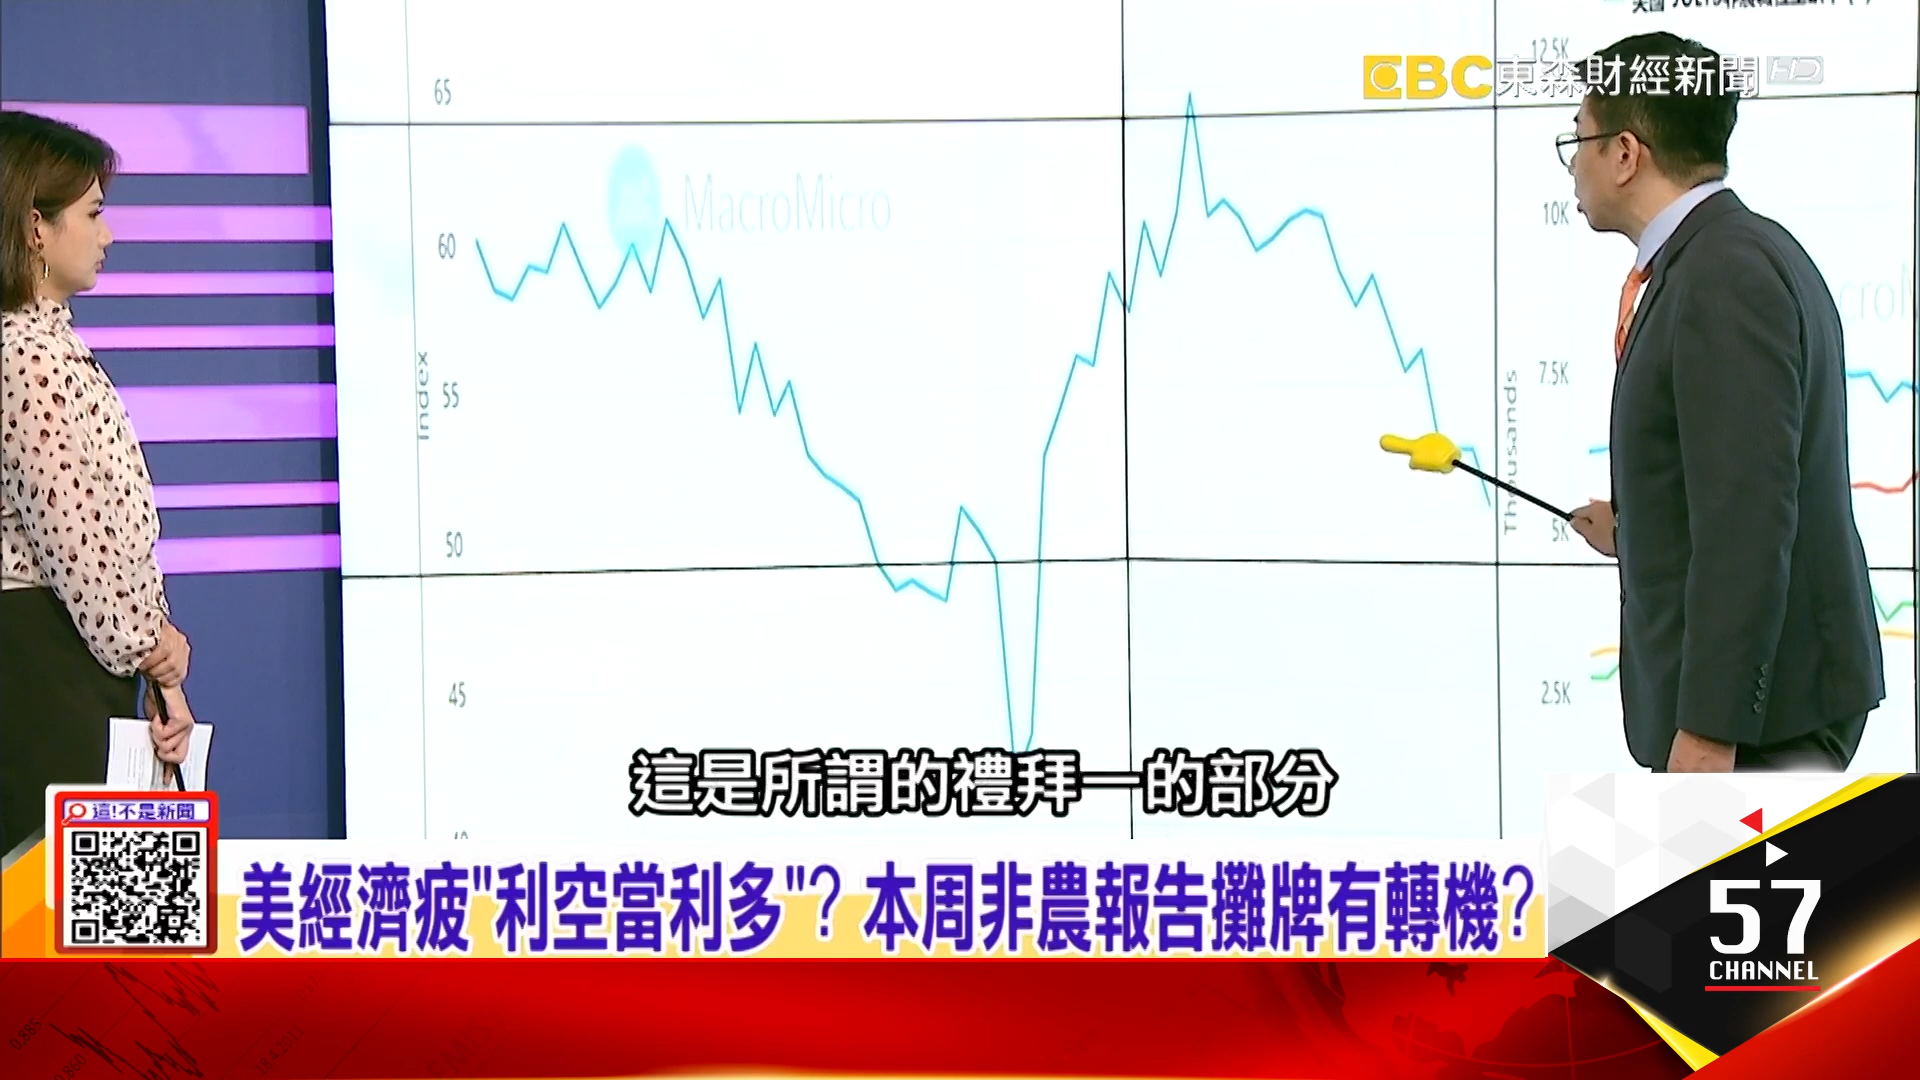 EBC東森財經新聞 HD
MacroMicro
65
60
55
50
45
Index
12.5K
10K
7.5K
5K
2.5K
Thousands
這是所謂的禮拜一的部分
這!不是新聞
美經濟疲"利空當利多"? 本周非農報告攤牌有轉機?
57
CHANNEL